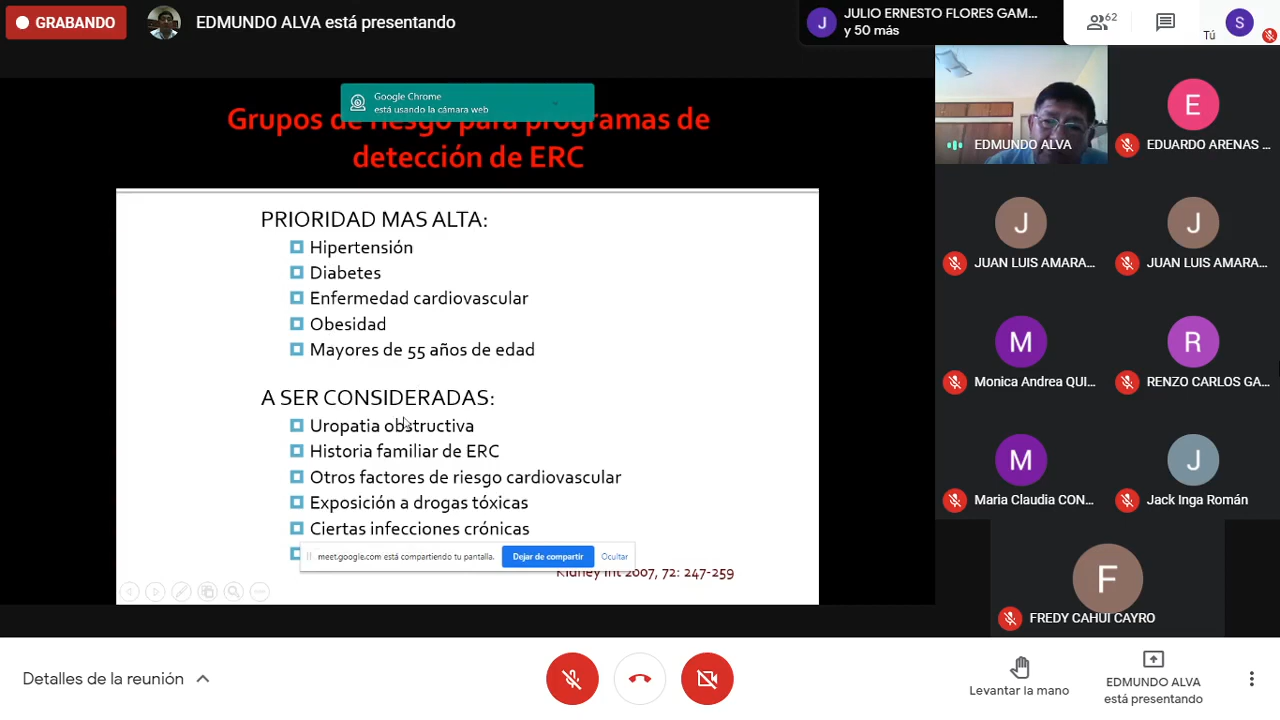 GRABANDO
EDMUNDO ALVA está presentando
J
JULIO ERNESTO FLORES GAM...
y 50 más
62
Tú
S
Google Chrome
está usando la cámara web
Grupos de riesgo para programas de
detección de ERC
PRIORIDAD MAS ALTA:
Hipertensión
Diabetes
Enfermedad cardiovascular
Obesidad
Mayores de 55 años de edad
A SER CONSIDERADAS:
Uropatia obstructiva
Historia familiar de ERC
Otros factores de riesgo cardiovascular
Exposición a drogas tóxicas
Ciertas infecciones crónicas
meet.google.com está compartiendo tu pantalla.
Dejar de compartir
Ocultar
Kidney Int 2007, 72: 247-259
EDMUNDO ALVA
E
EDUARDO ARENAS ...
J
JUAN LUIS AMARA...
J
JUAN LUIS AMARA...
M
Monica Andrea QUI...
R
RENZO CARLOS GA...
M
Maria Claudia CON...
J
Jack Inga Román
F
FREDY CAHUI CAYRO
Detalles de la reunión
Levantar la mano
EDMUNDO ALVA
está presentando